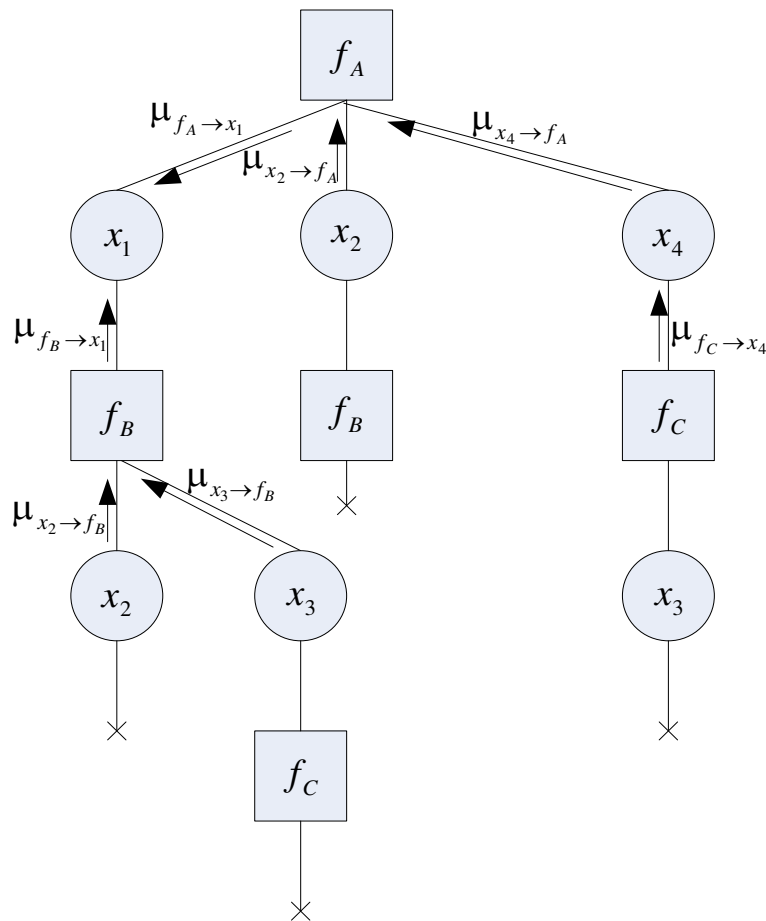 f_A
μ_{f_A→x_1}
μ_{x_2→f_A}
μ_{x_4→f_A}
x_1
x_2
x_4
μ_{f_B→x_1}
μ_{f_C→x_4}
f_B
f_B
f_C
μ_{x_2→f_B}
μ_{x_3→f_B}
x_2
x_3
x_3
f_C